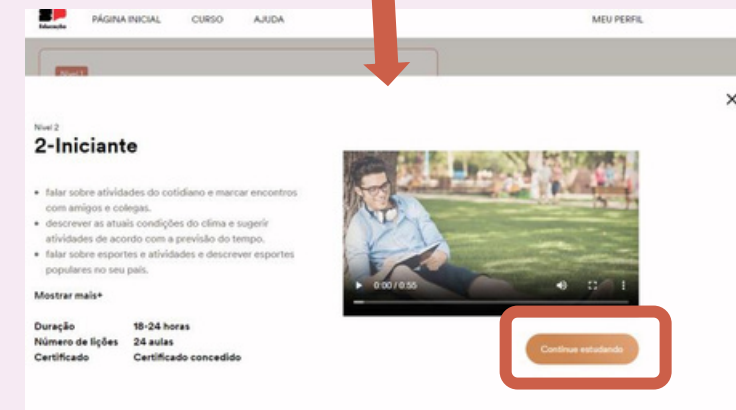 Educação
PÁGINA INICIAL CURSO AJUDA MEU PERFIL
Nível 1
Nível 2
2-Iniciante
falar sobre atividades do cotidiano e marcar encontros
com amigos e colegas.
descrever as atuais condições do clima e sugerir
atividades de acordo com a previsão do tempo.
falar sobre esportes e atividades e descrever esportes
populares no seu país.
Mostrar mais+
Duração 18-24 horas
Número de lições 24 aulas
Certificado Certificado concedido
0:00 / 0:55
Continue estudando